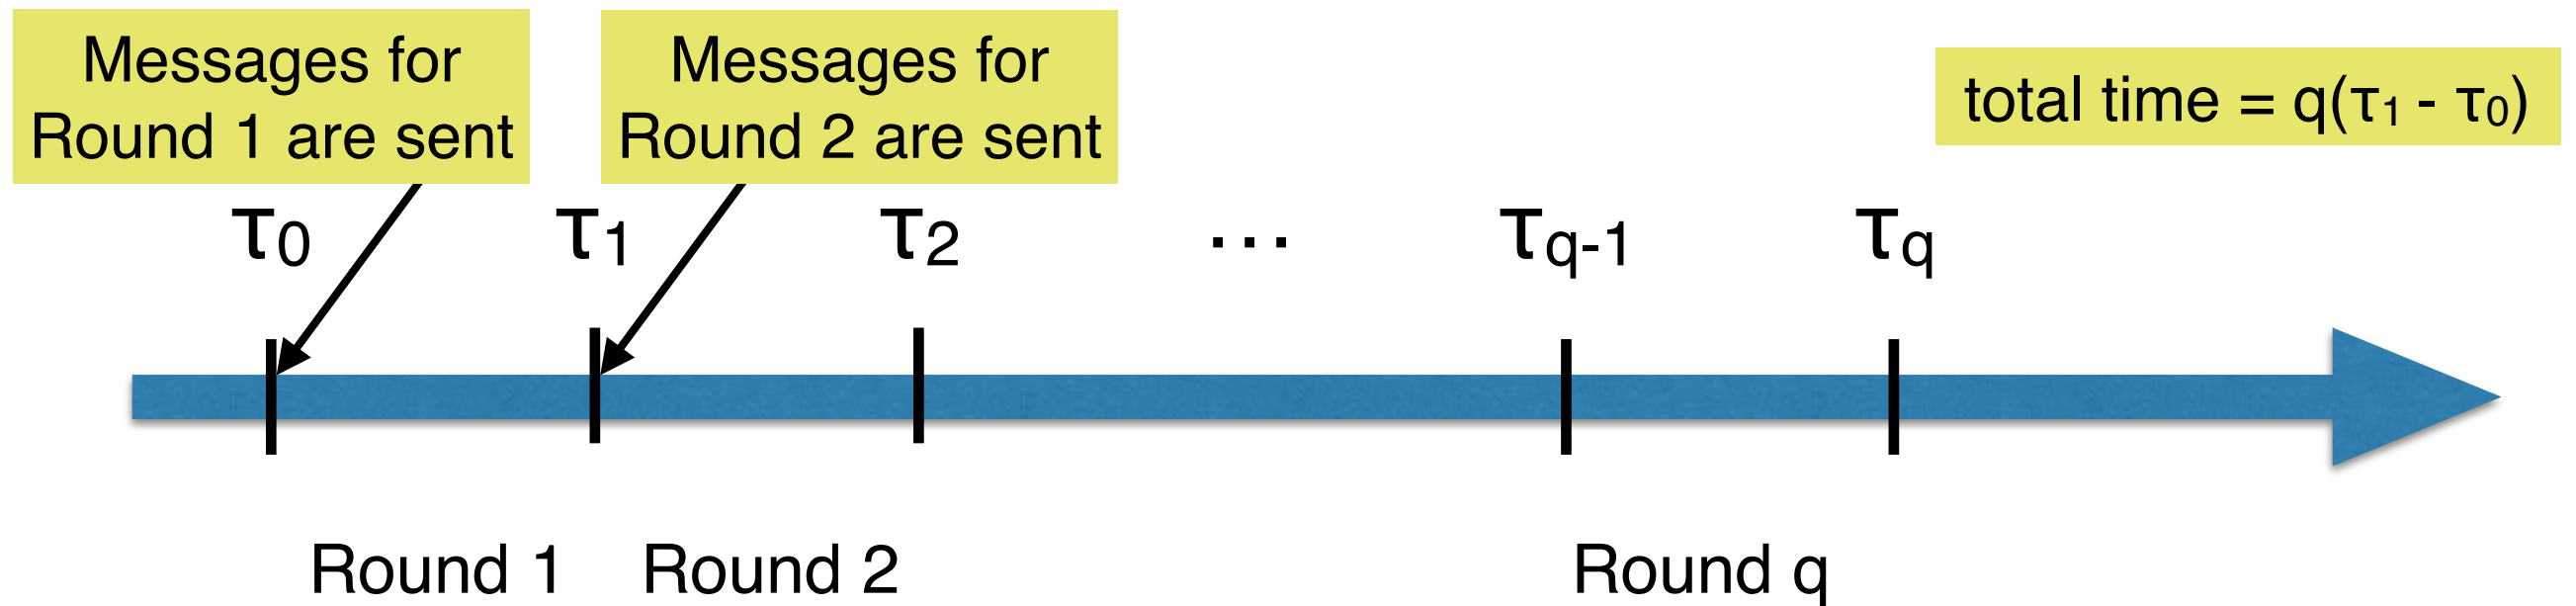 Messages for
Round 1 are sent
Messages for
Round 2 are sent
total time = q(τ₁ - τ₀)
τ₀ τ₁ τ₂ ... τq-1 τq
Round 1 Round 2 Round q